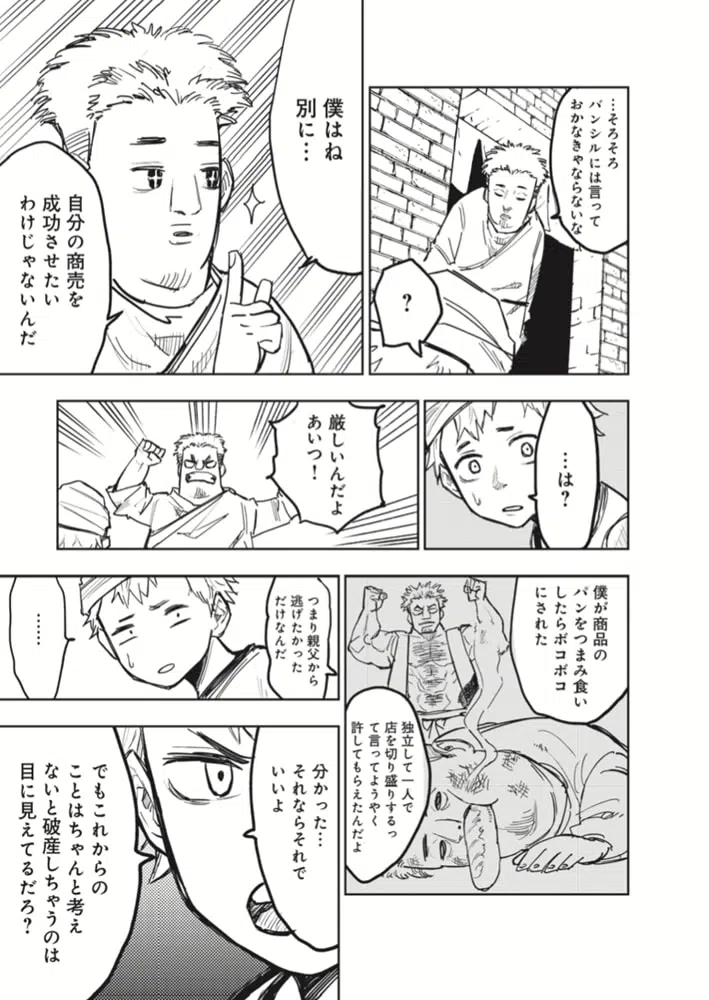 …そろそろ
バンシルには言って
おかなきゃならないな
？
僕はね
別に…
自分の商売を
成功させたい
わけじゃないんだ
…は？
厳しいんだよ
あいつ！
僕が商品の
パンをつまみ食い
したらボコボコ
にされた
独立して一人で
店を切り盛りするっ
て言ってようやく
許してもらえたんだよ
つまり親父から
逃げたかった
だけなんだ
………
分かった…
それならそれで
いいよ
でもこれからの
ことはちゃんと考え
ないと破産しちゃうのは
目に見えてるだろ？